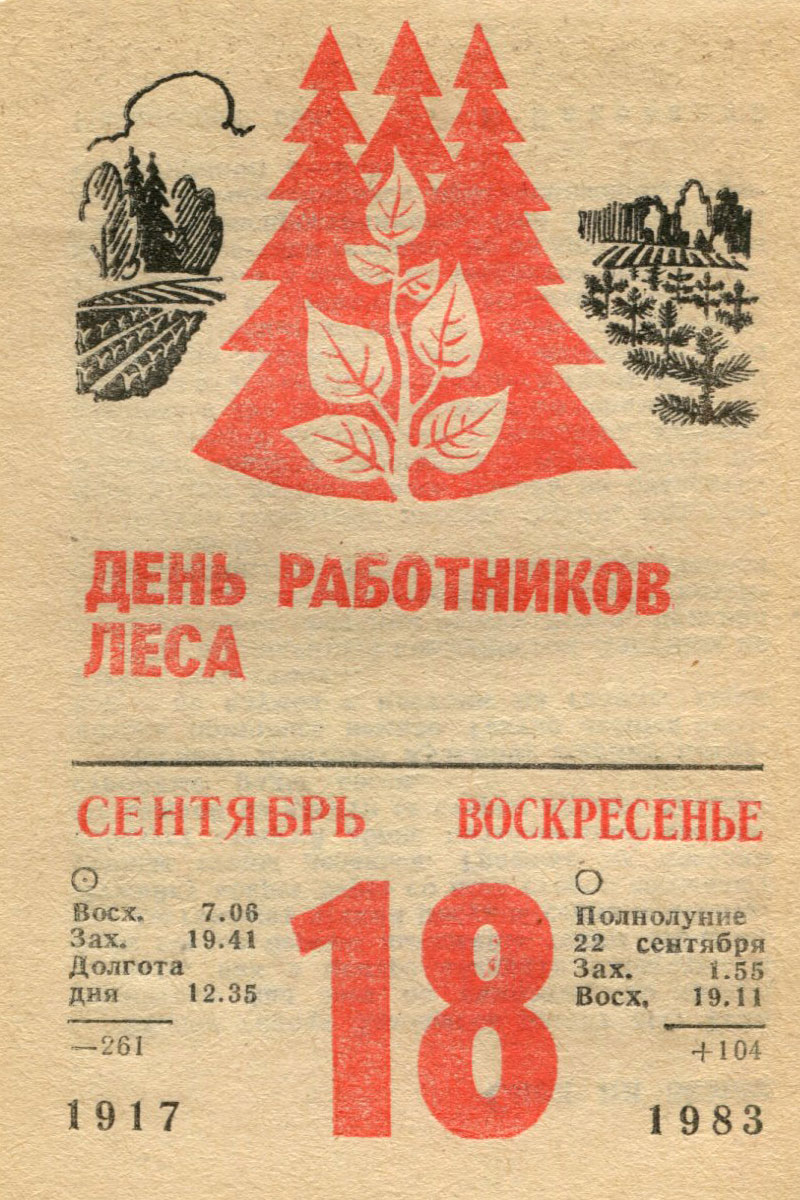 ДЕНЬ РАБОТНИКОВ
ЛЕСА
СЕНТЯБРЬ ВОСКРЕСЕНЬЕ
Восх. 7.06
Зах. 19.41
Долгота
дня 12.35
—261
1917
18
Полнолуние
22 сентября
Зах. 1.55
Восх. 19.11
+104
1983